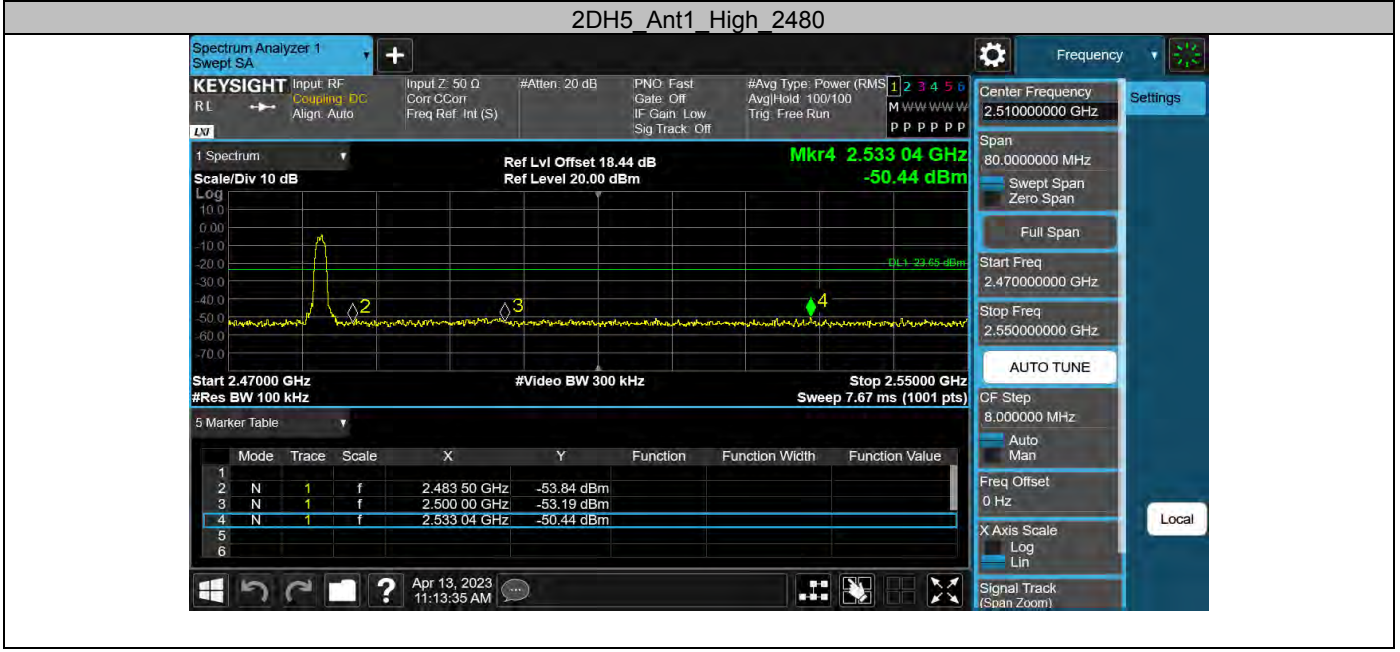 2DH5_Ant1_High_2480
Spectrum Analyzer 1
Swept SA
+
Frequency
KEYSIGHT
RL
LXI
Input: RF
Coupling: DC
Align: Auto
Input Z: 50 Ω
Corr CCorr
Freq Ref: Int (S)
#Atten: 20 dB
PNO: Fast
Gate: Off
IF Gain: Low
Sig Track: Off
#Avg Type: Power (RMS
Avg|Hold: 100/100
Trig: Free Run
1 2 3 4 5 6
M W W W W W
P P P P P P
Center Frequency
2.510000000 GHz
Settings
Span
80.0000000 MHz
Swept Span
Zero Span
Full Span
Start Freq
2.470000000 GHz
Stop Freq
2.550000000 GHz
AUTO TUNE
CF Step
8.000000 MHz
Auto
Man
Freq Offset
0 Hz
X Axis Scale
Log
Lin
Signal Track
(Span Zoom)
Local
1 Spectrum
Scale/Div 10 dB
Log
Ref Lvl Offset 18.44 dB
Ref Level 20.00 dBm
Mkr4 2.533 04 GHz
-50.44 dBm
10.0
0.00
-10.0
-20.0
-30.0
-40.0
-50.0
-60.0
-70.0
DL1 -23.65 dBm
2
3
4
Start 2.47000 GHz
#Video BW 300 kHz
Stop 2.55000 GHz
#Res BW 100 kHz
Sweep 7.67 ms (1001 pts)
5 Marker Table
Mode Trace Scale X Y Function Function Width Function Value
1
2 N 1 f 2.483 50 GHz -53.84 dBm
3 N 1 f 2.500 00 GHz -53.19 dBm
4 N 1 f 2.533 04 GHz -50.44 dBm
5
6
?
Apr 13, 2023
11:13:35 AM